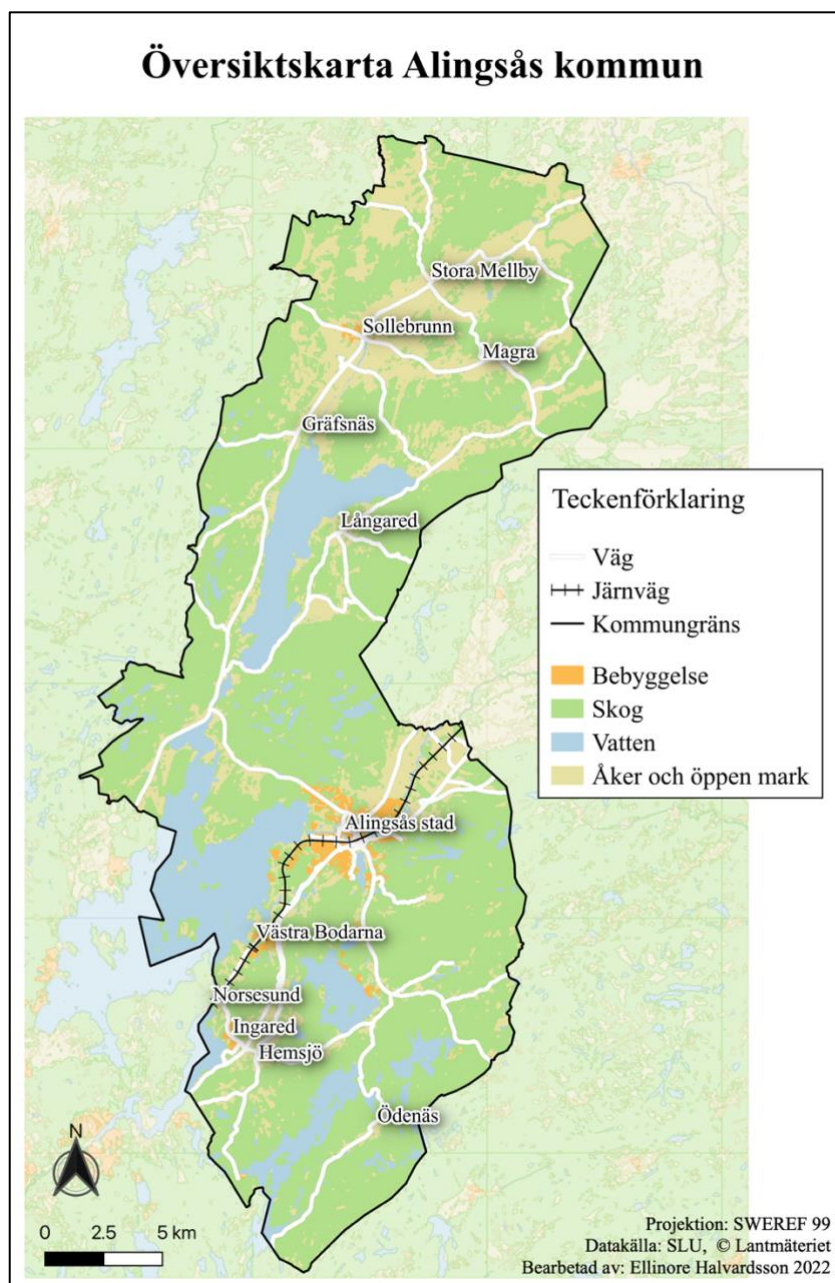 Översiktskarta Alingsås kommun
Stora Mellby
Sollebrunn
Magra
Gräfsnäs
Långared
Teckenförklaring
Väg
Järnväg
Kommungräns
Bebyggelse
Skog
Vatten
Åker och öppen mark
Alingsås stad
Västra Bodarna
Norsesund
Ingared
Hemsjö
Ödenäs
N
0 2.5 5 km
Projektion: SWEREF 99
Datakälla: SLU, © Lantmäteriet
Bearbetad av: Ellinore Halvardsson 2022